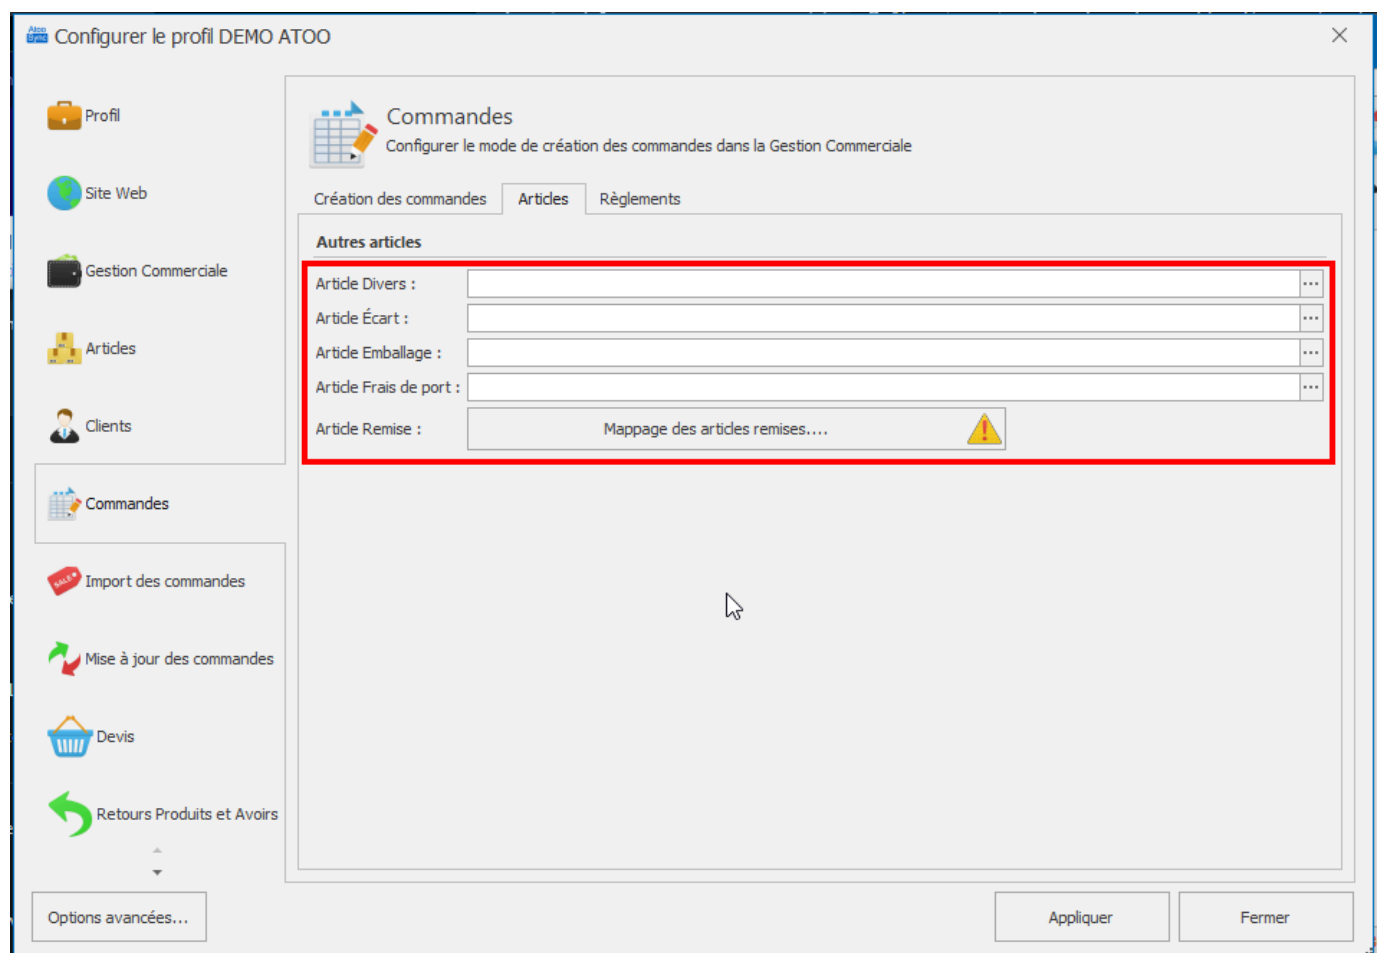 Atoo
Sync
Configurer le profil DEMO ATOO
Profil
Site Web
Gestion Commerciale
Articles
Clients
Commandes
Import des commandes
SALE
Mise à jour des commandes
Devis
Retours Produits et Avoirs
Commandes
Configurer le mode de création des commandes dans la Gestion Commerciale
Création des commandes Articles Règlements
Autres articles
Article Divers : ...
Article Écart : ...
Article Emballage : ...
Article Frais de port : ...
Article Remise : Mappage des articles remises....
Options avancées...
Appliquer Fermer